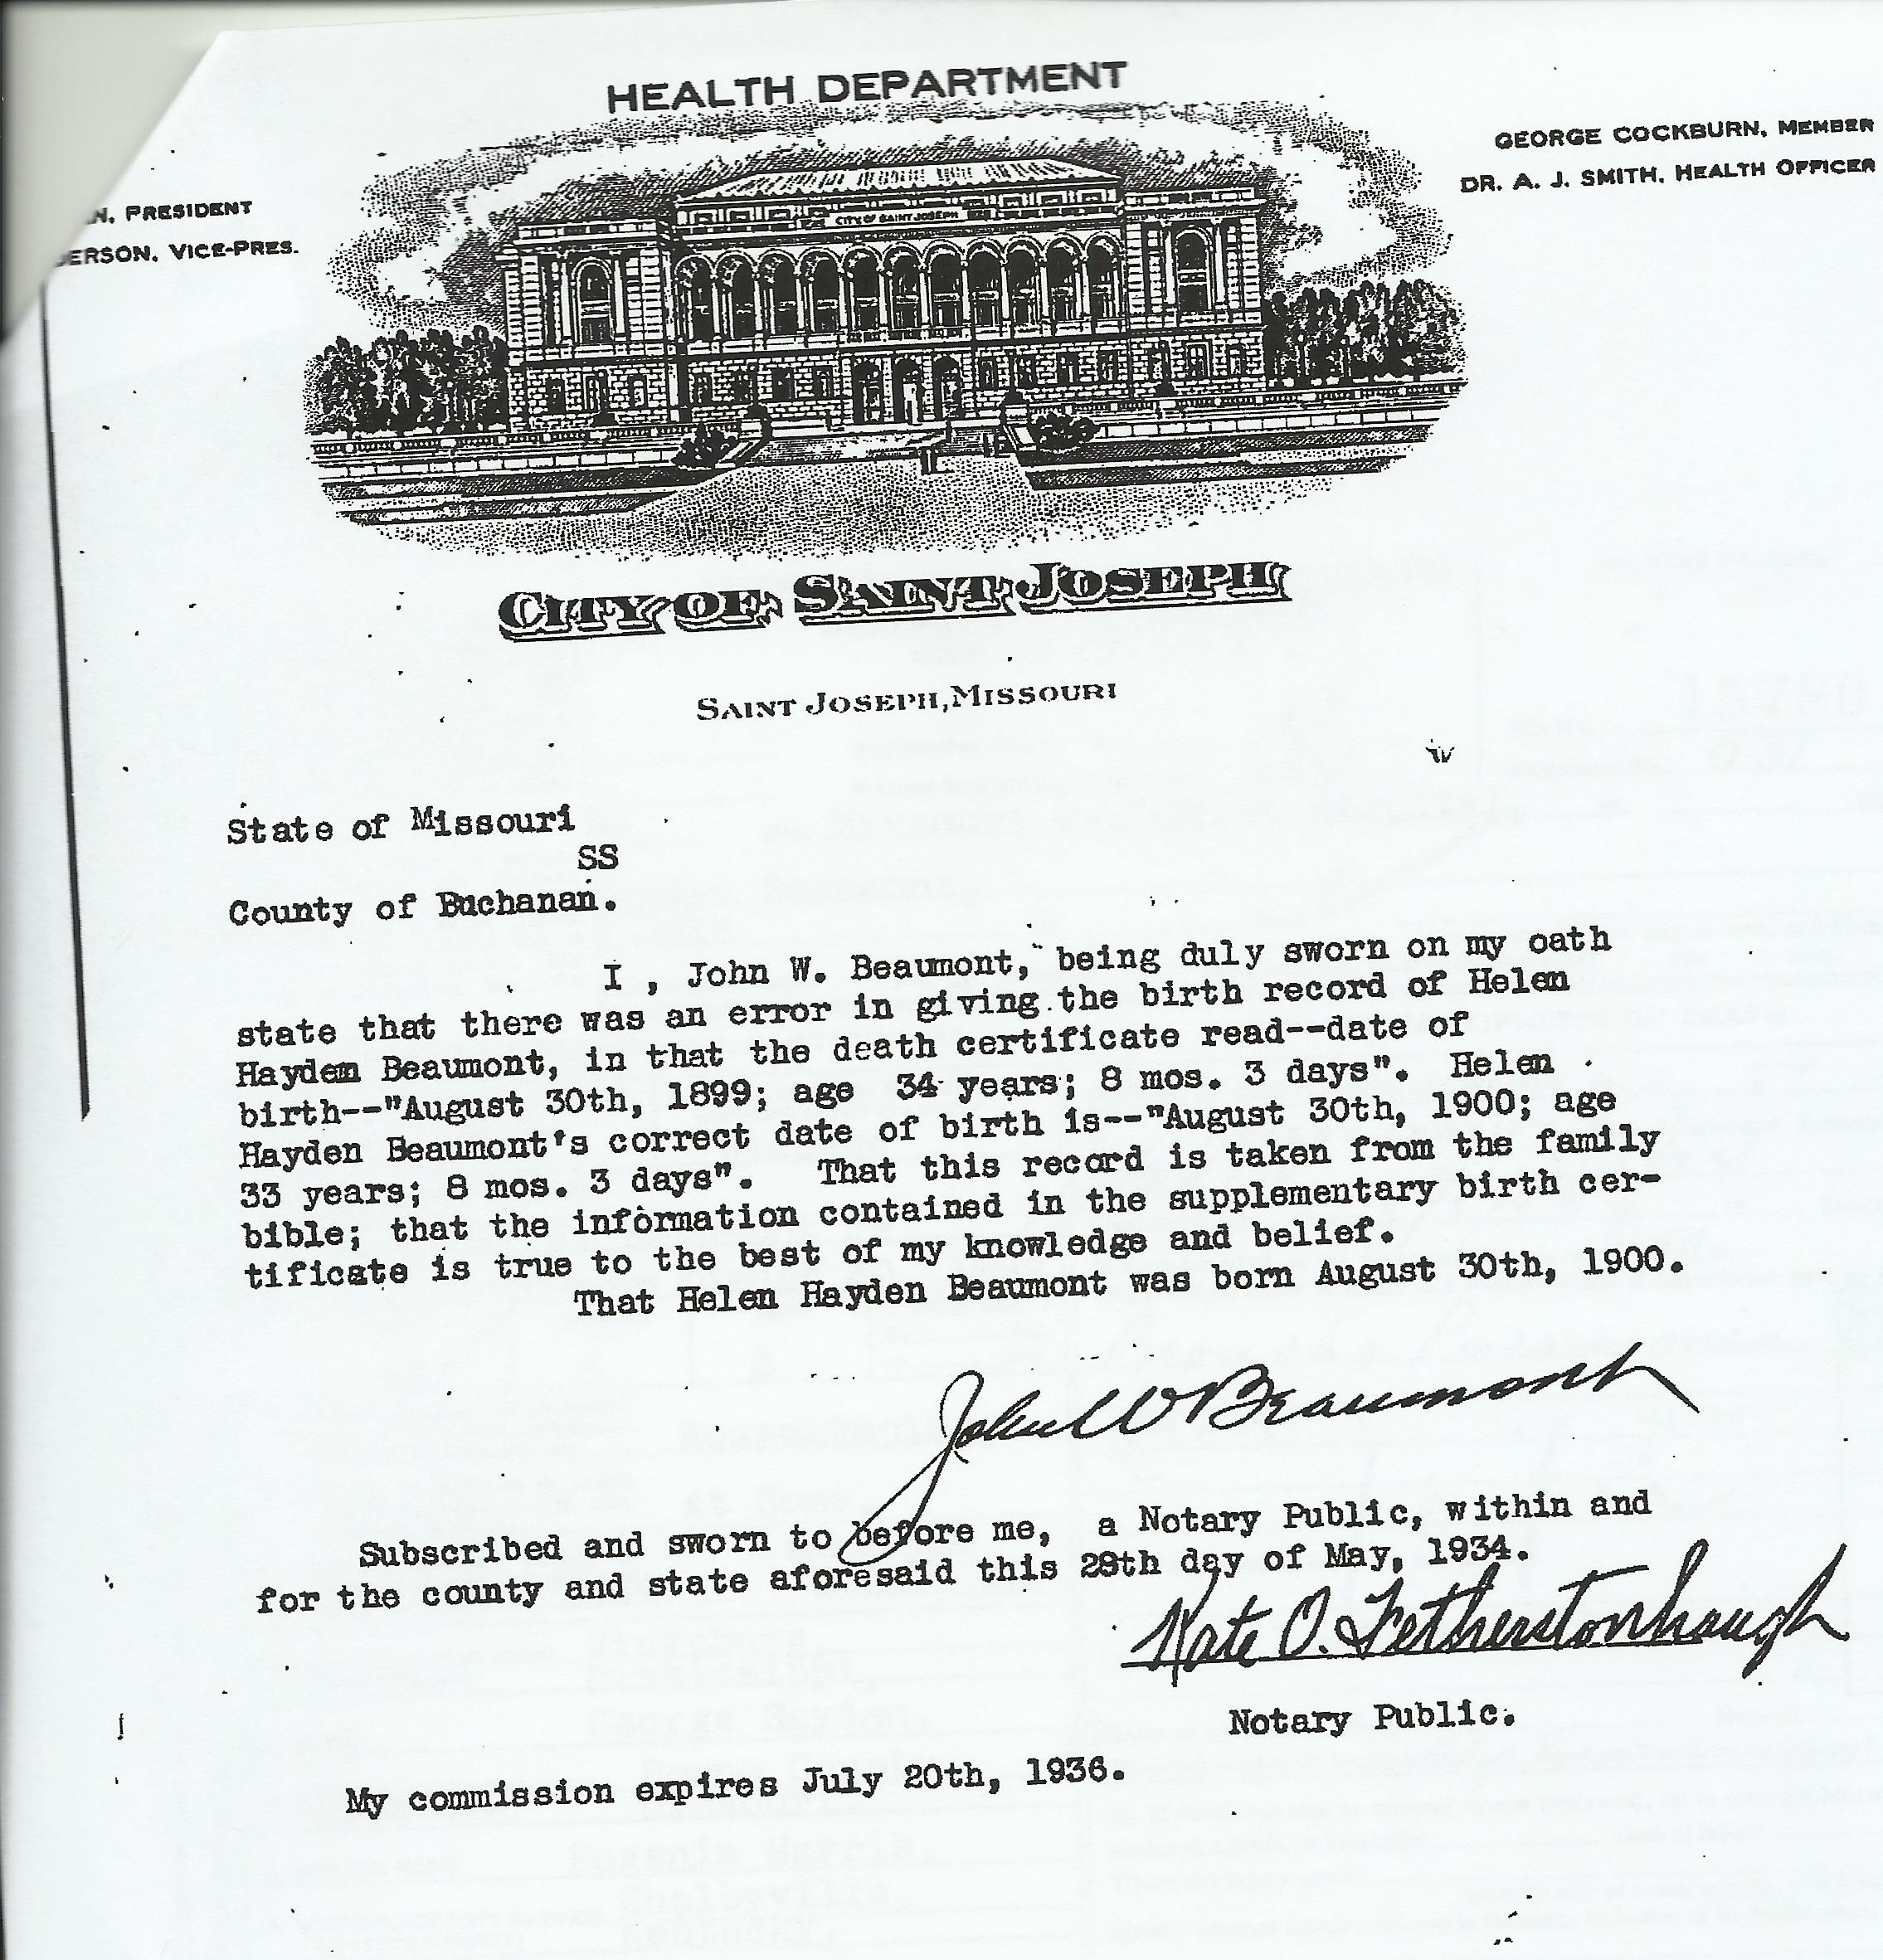 HEALTH DEPARTMENT
N, PRESIDENT
ERSON, VICE-PRES.
GEORGE COCKBURN, MEMBER
DR. A. J. SMITH, HEALTH OFFICER
CITY OF SAINT JOSEPH
CITY OF SAINT JOSEPH
SAINT JOSEPH, MISSOURI
State of Missouri
SS
County of Buchanan.
I , John W. Beaumont, being duly sworn on my oath
state that there was an error in giving the birth record of Helen
Hayden Beaumont, in that the death certificate read--date of
birth--"August 30th, 1899; age 34 years; 8 mos. 3 days". Helen
Hayden Beaumont's correct date of birth is--"August 30th, 1900; age
33 years; 8 mos. 3 days". That this record is taken from the family
bible; that the information contained in the supplementary birth cer-
tificate is true to the best of my knowledge and belief.
That Helen Hayden Beaumont was born August 30th, 1900.
John W Beaumont
Subscribed and sworn to before me, a Notary Public, within and
for the county and state aforesaid this 29th day of May, 1934.
Kate O. Fetherstonhaugh
Notary Public.
My commission expires July 20th, 1936.